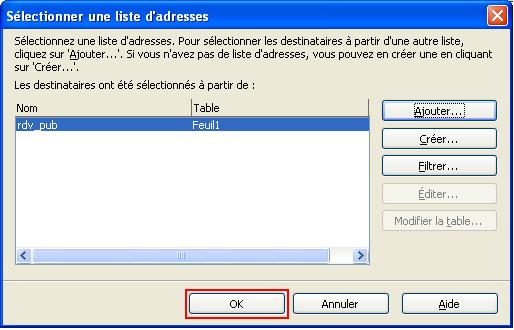 Sélectionner une liste d'adresses
Sélectionnez une liste d'adresses. Pour sélectionner les destinataires à partir d'une autre liste,
cliquez sur 'Ajouter...'. Si vous n'avez pas de liste d'adresses, vous pouvez en créer une en cliquant
sur 'Créer...'.
Les destinataires ont été sélectionnés à partir de :
Nom Table
rdv_pub Feuil1
Ajouter...
Créer...
Filtrer...
Éditer...
Modifier la table...
OK Annuler Aide